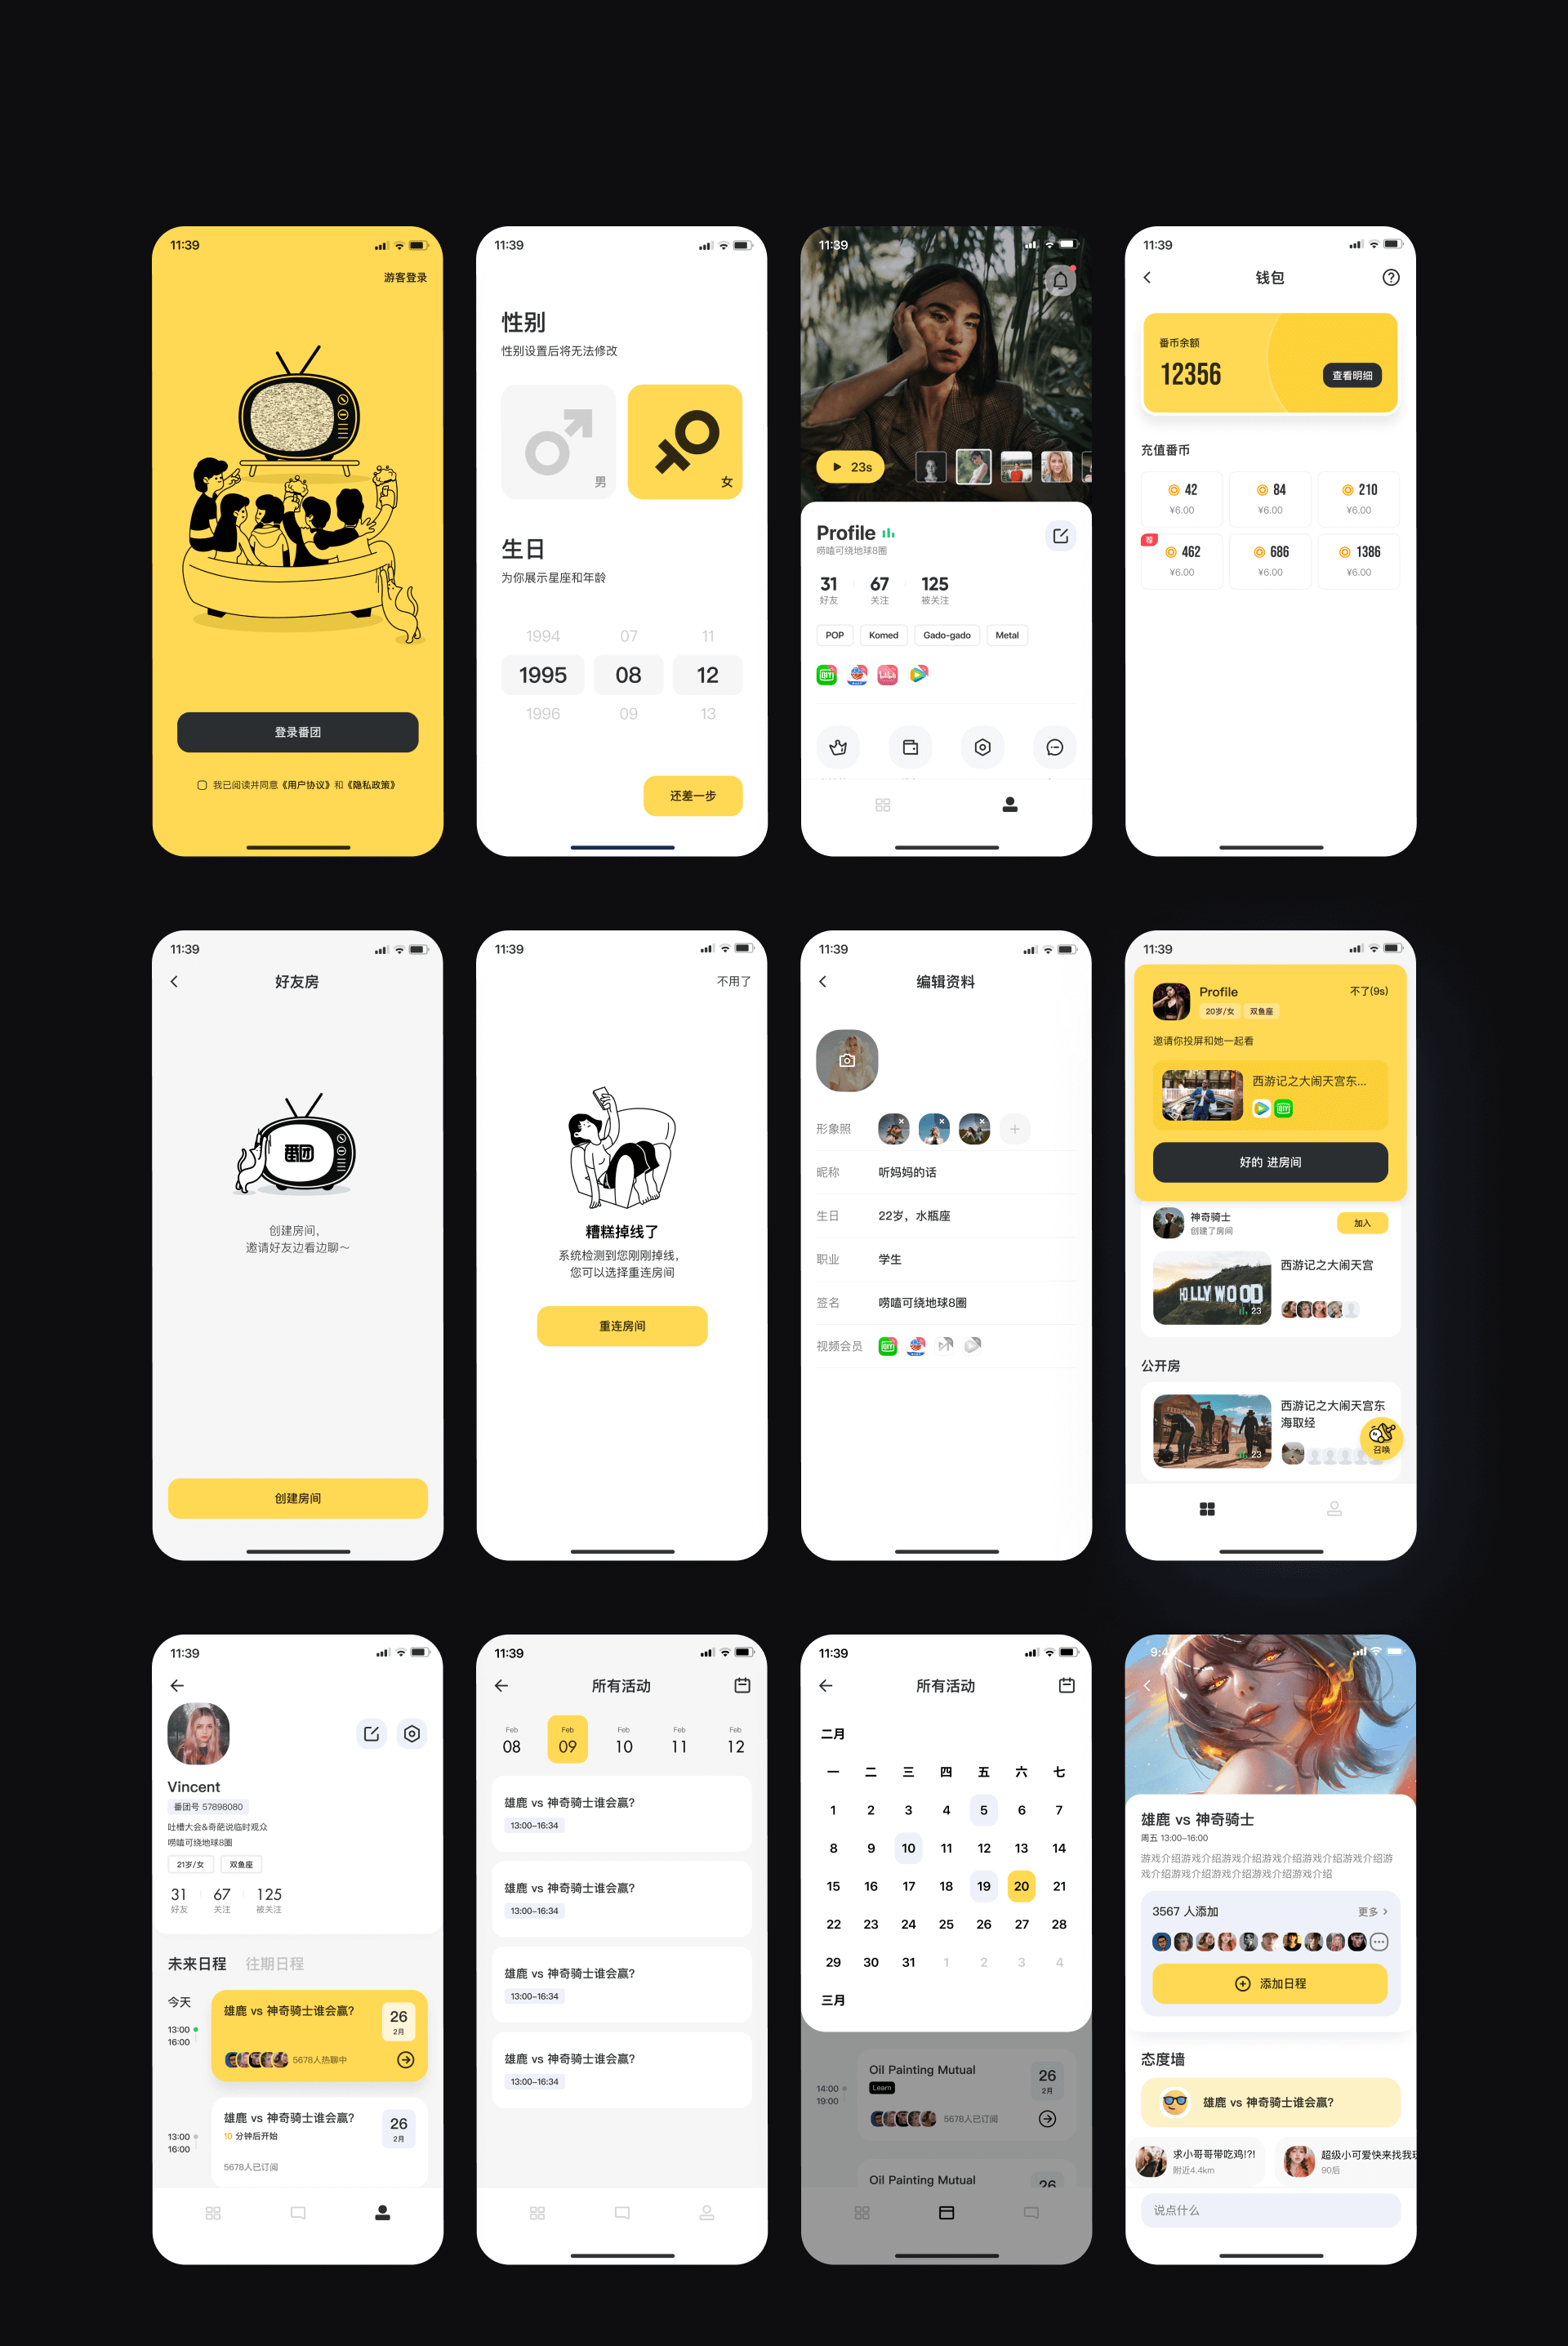 11:39
游客登录
登录番团
我已阅读并同意《用户协议》和《隐私政策》
11:39
性别
性别设置后将无法修改
男
女
生日
为你展示星座和年龄
1994 07 11
1995 08 12
1996 09 13
还差一步
11:39
23s
Profile
唠嗑可绕地球8圈
31 67 125
好友 关注 被关注
POP Komed Gado-gado Metal
11:39
钱包
番币余额
12356
查看明细
充值番币
42 84 210
¥6.00 ¥6.00 ¥6.00
荐
462 686 1386
¥6.00 ¥6.00 ¥6.00
11:39
好友房
番团
创建房间,
邀请好友边看边聊～
创建房间
11:39
不用了
糟糕掉线了
系统检测到您刚刚掉线,
您可以选择重连房间
重连房间
11:39
编辑资料
形象照
昵称 听妈妈的话
生日 22岁，水瓶座
职业 学生
签名 唠嗑可绕地球8圈
视频会员
11:39
Profile
不了(9s)
20岁/女 双鱼座
邀请你投屏和她一起看
西游记之大闹天宫东...
好的 进房间
神奇骑士
创建了房间
加入
西游记之大闹天宫
HOLLYWOOD
23
公开房
西游记之大闹天宫东
海取经
23
召唤
11:39
Vincent
番团号 57898080
吐槽大会&奇葩说临时观众
唠嗑可绕地球8圈
21岁/女 双鱼座
31 67 125
好友 关注 被关注
未来日程 往期日程
今天
13:00
16:00
雄鹿 vs 神奇骑士谁会赢?
26
2月
5678人热聊中
13:00
16:00
雄鹿 vs 神奇骑士谁会赢?
10 分钟后开始
26
2月
5678人已订阅
11:39
所有活动
Feb Feb Feb Feb Feb
08 09 10 11 12
雄鹿 vs 神奇骑士谁会赢?
13:00-16:34
雄鹿 vs 神奇骑士谁会赢?
13:00-16:34
雄鹿 vs 神奇骑士谁会赢?
13:00-16:34
雄鹿 vs 神奇骑士谁会赢?
13:00-16:34
11:39
所有活动
二月
一 二 三 四 五 六 七
1 2 3 4 5 6 7
8 9 10 11 12 13 14
15 16 17 18 19 20 21
22 23 24 25 26 27 28
29 30 31 1 2 3 4
三月
14:00
19:00
Oil Painting Mutual
Learn
26
2月
5678人已订阅
Oil Painting Mutual
26
雄鹿 vs 神奇骑士
周五 13:00-16:00
游戏介绍游戏介绍游戏介绍游戏介绍游戏介绍游戏介绍游
戏介绍游戏介绍游戏介绍游戏介绍游戏介绍
3567 人添加
更多
添加日程
态度墙
雄鹿 vs 神奇骑士谁会赢?
求小哥哥带吃鸡!?!
附近4.4km
超级小可爱快来找我
90后
说点什么